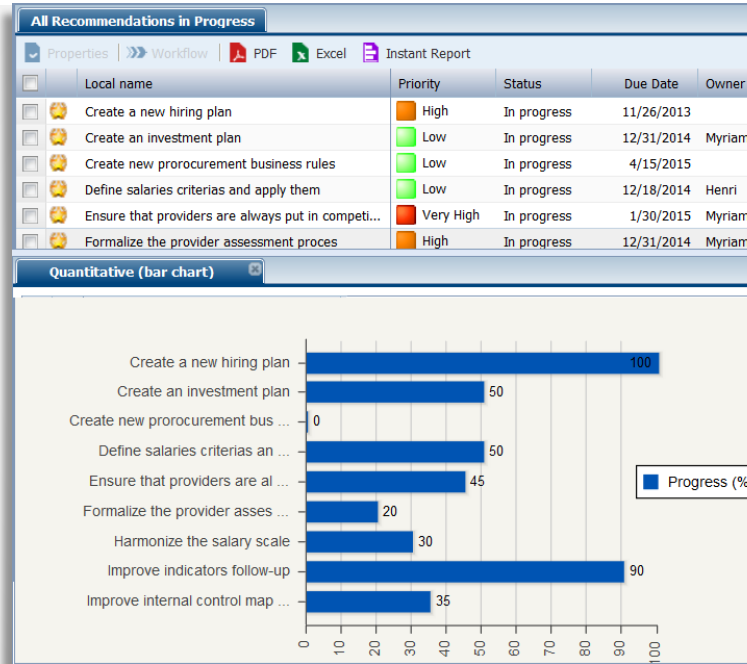 All Recommendations in Progress
Properties Workflow PDF Excel Instant Report
Local name Priority Status Due Date Owner
Create a new hiring plan High In progress 11/26/2013
Create an investment plan Low In progress 12/31/2014 Myriam
Create new prorocurement business rules Low In progress 4/15/2015
Define salaries criterias and apply them Low In progress 12/18/2014 Henri
Ensure that providers are always put in competi... Very High In progress 1/30/2015 Myriam
Formalize the provider assessment proces High In progress 12/31/2014 Myriam
Quantitative (bar chart)
Create a new hiring plan 100
Create an investment plan 50
Create new prorocurement bus ... 0
Define salaries criterias an ... 50
Ensure that providers are al ... 45
Progress (%
Formalize the provider asses ... 20
Harmonize the salary scale 30
Improve indicators follow-up 90
Improve internal control map ... 35
0 10 20 30 40 50 60 70 80 90 100